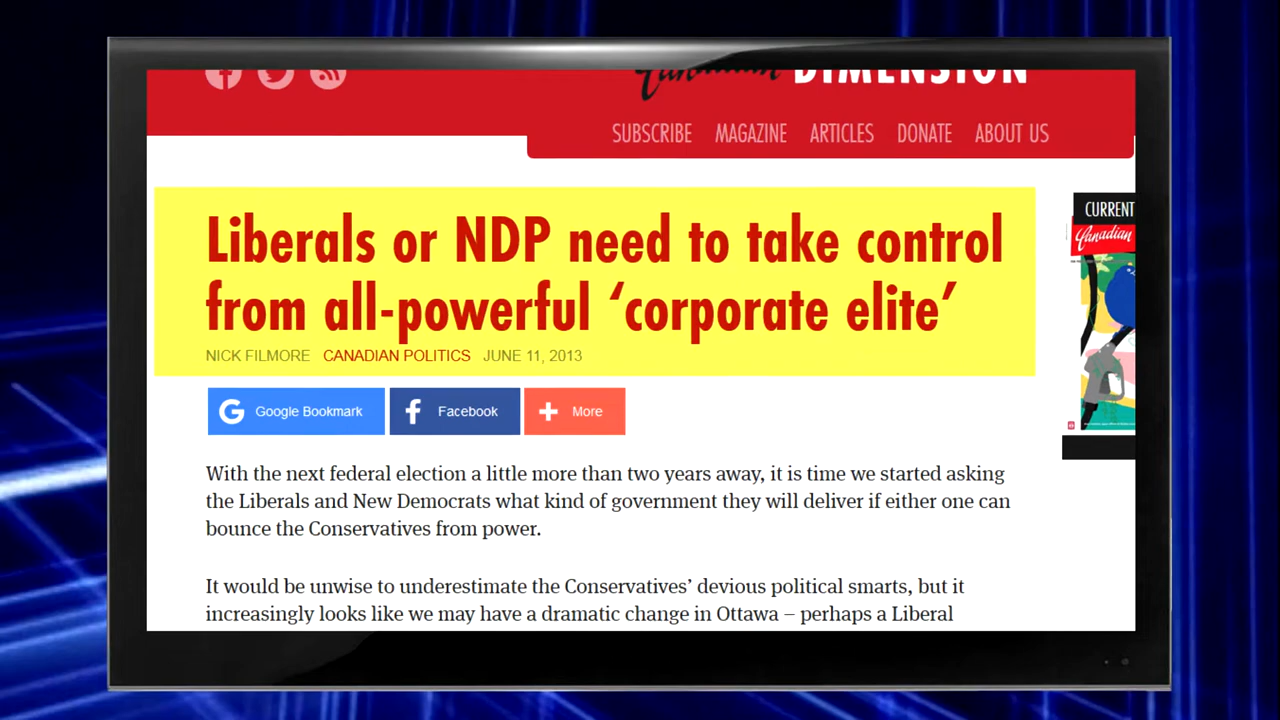 Canadian DIMENSION
SUBSCRIBE MAGAZINE ARTICLES DONATE ABOUT US
Liberals or NDP need to take control
from all-powerful ‘corporate elite’
NICK FILMORE CANADIAN POLITICS JUNE 11, 2013
Google Bookmark Facebook More
With the next federal election a little more than two years away, it is time we started asking
the Liberals and New Democrats what kind of government they will deliver if either one can
bounce the Conservatives from power.
It would be unwise to underestimate the Conservatives’ devious political smarts, but it
increasingly looks like we may have a dramatic change in Ottawa – perhaps a Liberal
CURRENT
Canadian